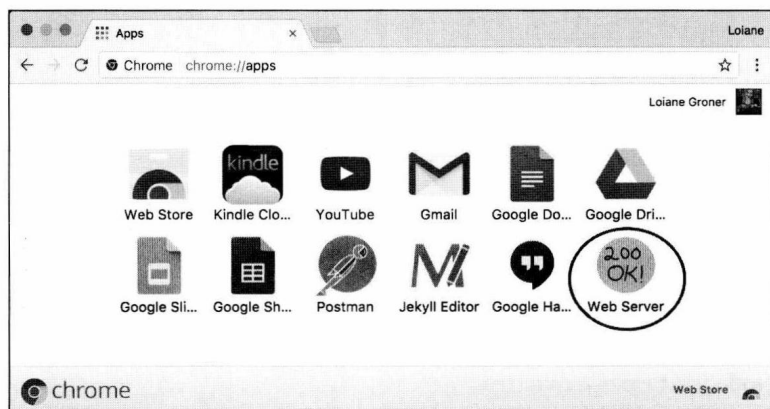 Apps × Loiane
Chrome chrome://apps
Loiane Groner
kindle
Web Store Kindle Clo... YouTube Gmail Google Do... Google Dri...
200
OK!
Google Sli... Google Sh... Postman Jekyll Editor Google Ha... Web Server
chrome Web Store